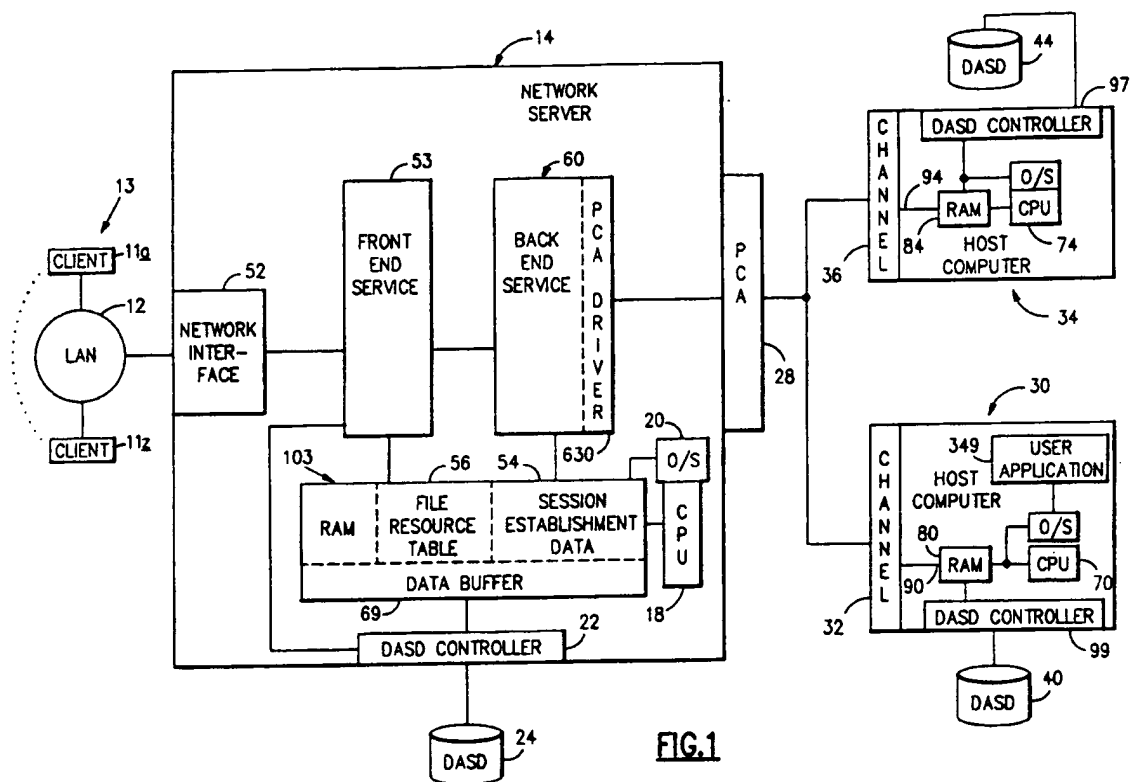 14
NETWORK
SERVER
13
CLIENT 11a
12
LAN
CLIENT 11z
52
NETWORK
INTER-
FACE
53
FRONT
END
SERVICE
60
BACK
END
SERVICE
PCA DRIVER
630
PCA
28
103
56
54
RAM
FILE
RESOURCE
TABLE
SESSION
ESTABLISHMENT
DATA
DATA BUFFER
69
20
O/S
CPU
18
22
DASD CONTROLLER
DASD
24
DASD
44
97
CHANNEL
DASD CONTROLLER
94
O/S
RAM
CPU
84
74
HOST
COMPUTER
36
34
30
CHANNEL
349
USER
APPLICATION
HOST
COMPUTER
80
O/S
RAM
CPU
90
70
DASD CONTROLLER
32
99
DASD
40
FIG.1